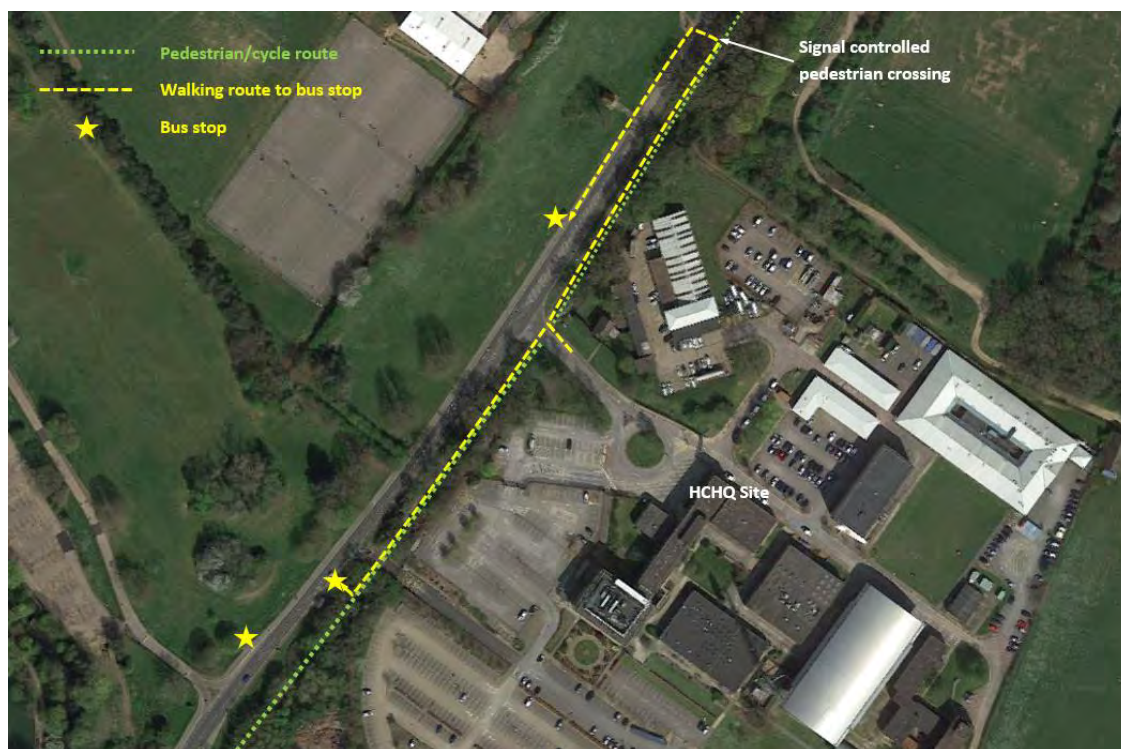 Pedestrian/cycle route
Walking route to bus stop
Bus stop
Signal controlled
pedestrian crossing
HCHQ Site